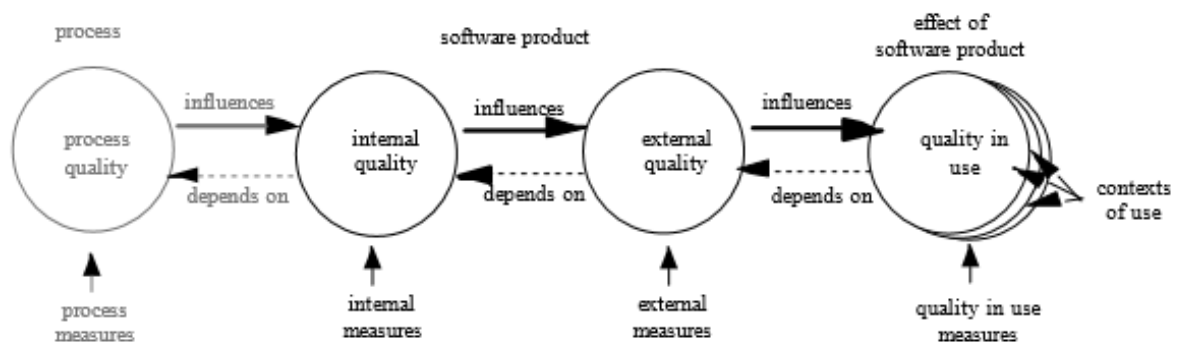 process
software product
effect of
software product
influences
influences
influences
process
quality
internal
quality
external
quality
quality in
use
depends on
depends on
depends on
contexts
of use
process
measures
internal
measures
external
measures
quality in use
measures